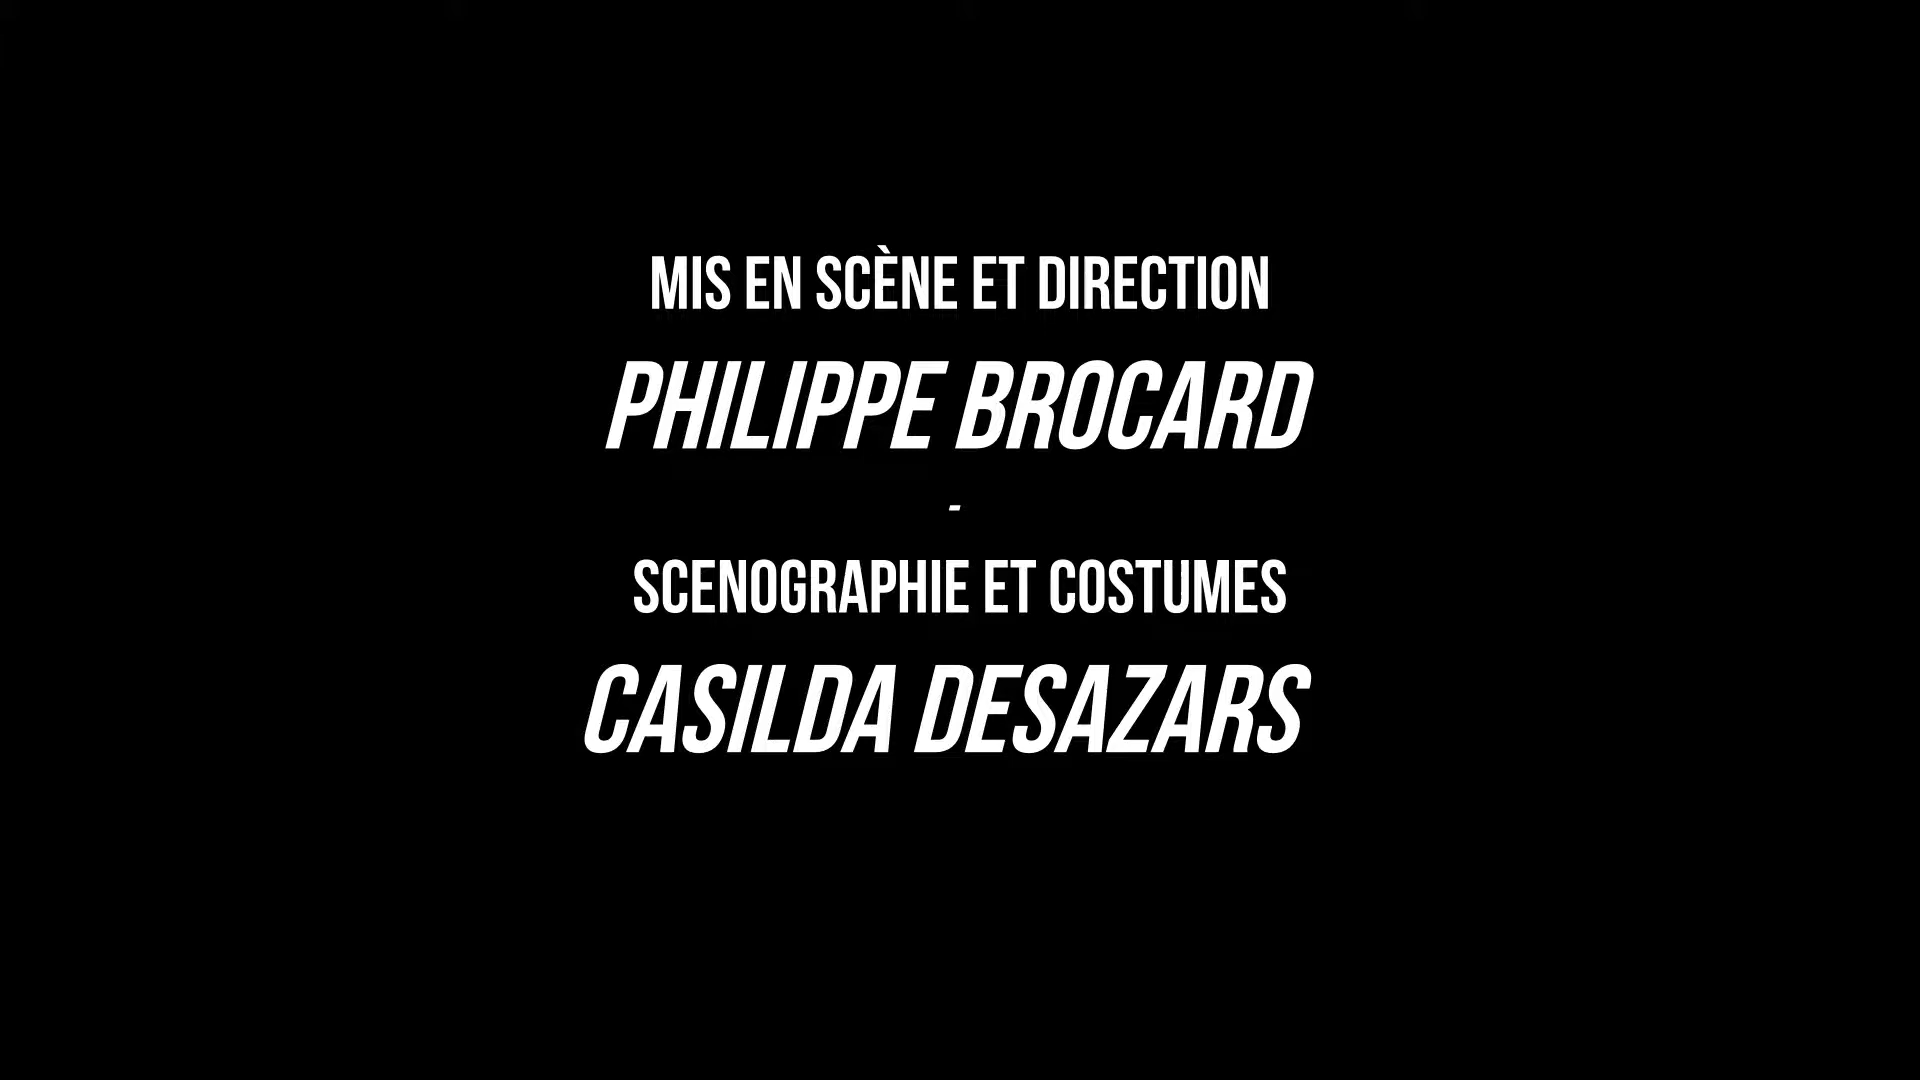 MIS EN SCÈNE ET DIRECTION
PHILIPPE BROCARD
-
SCENOGRAPHIE ET COSTUMES
CASILDA DESAZARS